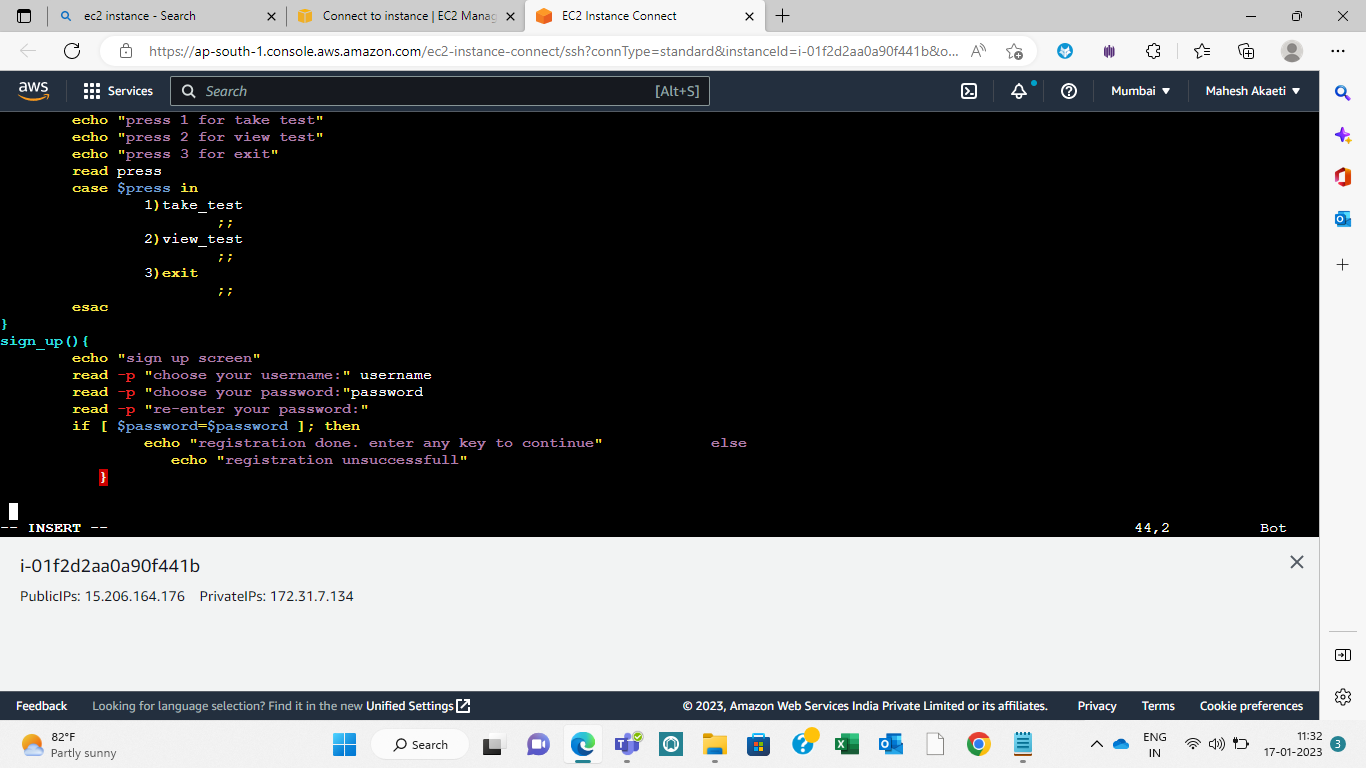 ec2 instance - Search
Connect to instance | EC2 Manag
EC2 Instance Connect
https://ap-south-1.console.aws.amazon.com/ec2-instance-connect/ssh?connType=standard&instanceId=i-01f2d2aa0a90f441b&o...
aws
Services
Search
[Alt+S]
Mumbai
Mahesh Akaeti
echo "press 1 for take test"
echo "press 2 for view test"
echo "press 3 for exit"
read press
case $press in
1)take_test
;;
2)view_test
;;
3)exit
;;
esac
}
sign_up(){
echo "sign up screen"
read -p "choose your username:" username
read -p "choose your password:"password
read -p "re-enter your password:"
if [ $password=$password ]; then
echo "registration done. enter any key to continue" else
echo "registration unsuccessfull"
}
-- INSERT -- 44,2 Bot
i-01f2d2aa0a90f441b
PublicIPs: 15.206.164.176 PrivateIPs: 172.31.7.134
Feedback Looking for language selection? Find it in the new Unified Settings © 2023, Amazon Web Services India Private Limited or its affiliates. Privacy Terms Cookie preferences
82°F
Partly sunny
Search
ENG
IN
11:32
17-01-2023
3